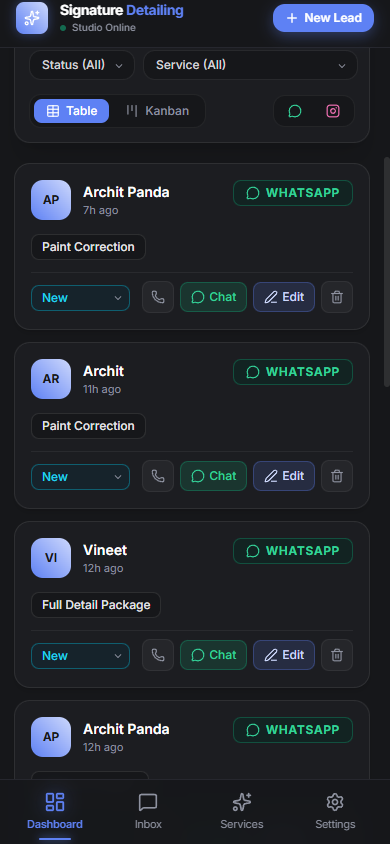 Signature Detailing
Studio Online
New Lead
Status (All)
Service (All)
Table
Kanban
AP
Archit Panda
7h ago
WHATSAPP
Paint Correction
New
Chat
Edit
AR
Archit
11h ago
WHATSAPP
Paint Correction
New
Chat
Edit
VI
Vineet
12h ago
WHATSAPP
Full Detail Package
New
Chat
Edit
AP
Archit Panda
12h ago
WHATSAPP
Dashboard
Inbox
Services
Settings